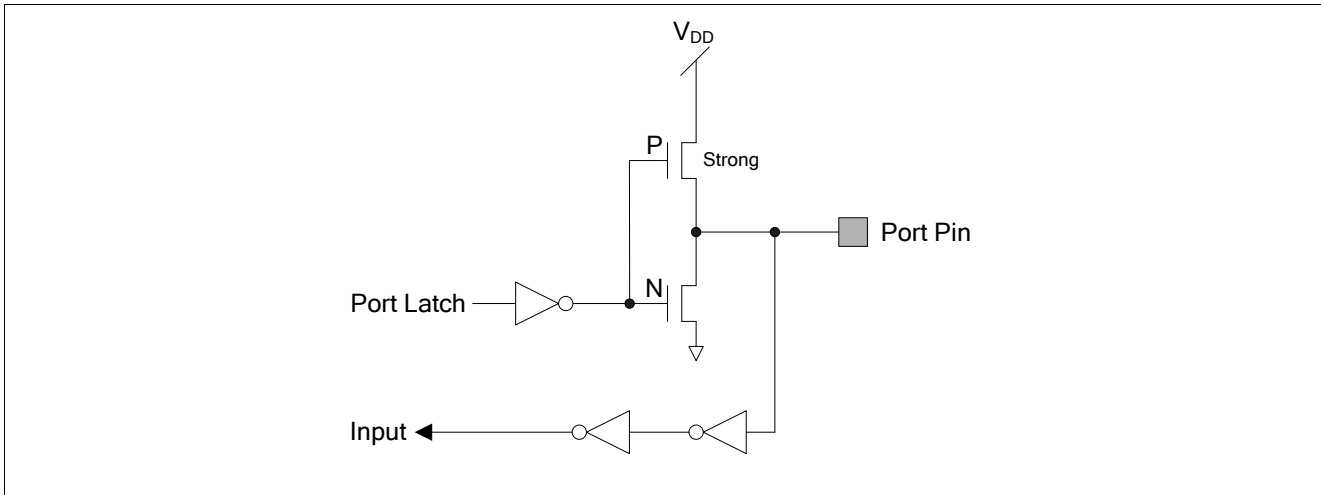 VDD
P
Strong
Port Pin
N
Port Latch
Input